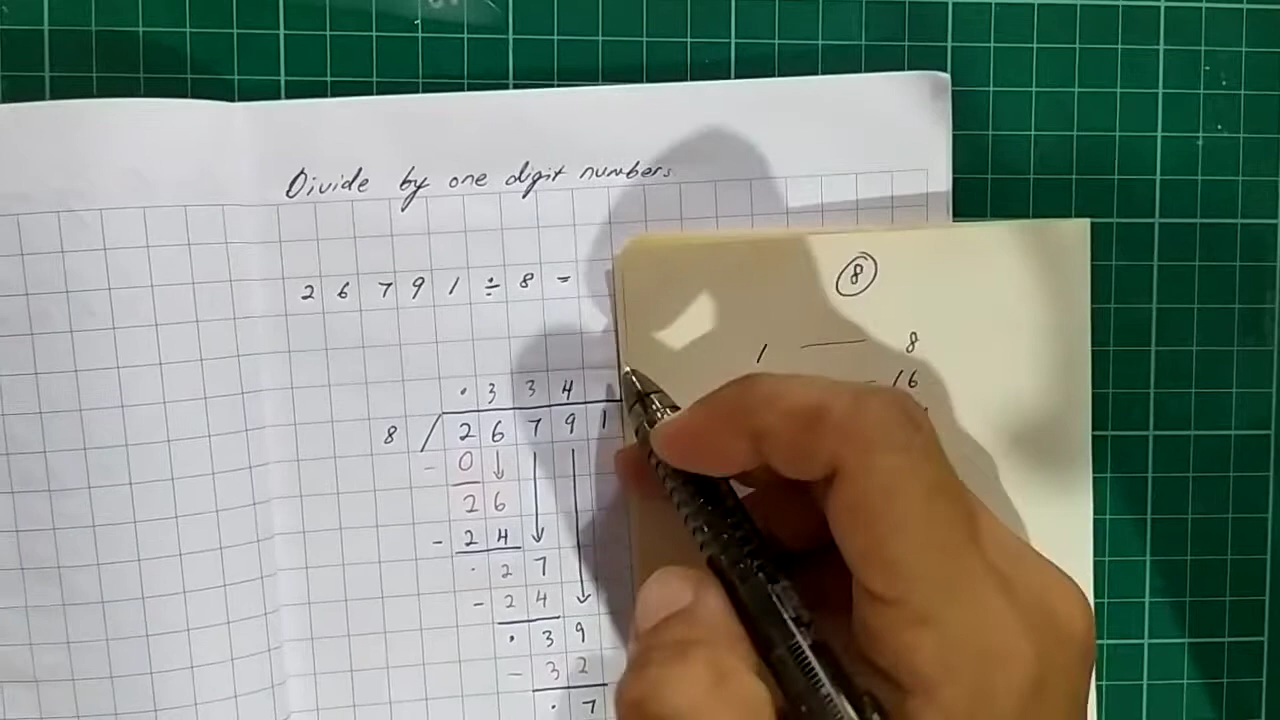 Divide by one digit numbers
2 6 7 9 1 ÷ 8 =
8
1 — 8
16
· 3 3 4
8 / 2 6 7 9 1
- 0
2 6
- 2 4
· 2 7
- 2 4
· 3 9
- 3 2
· 7